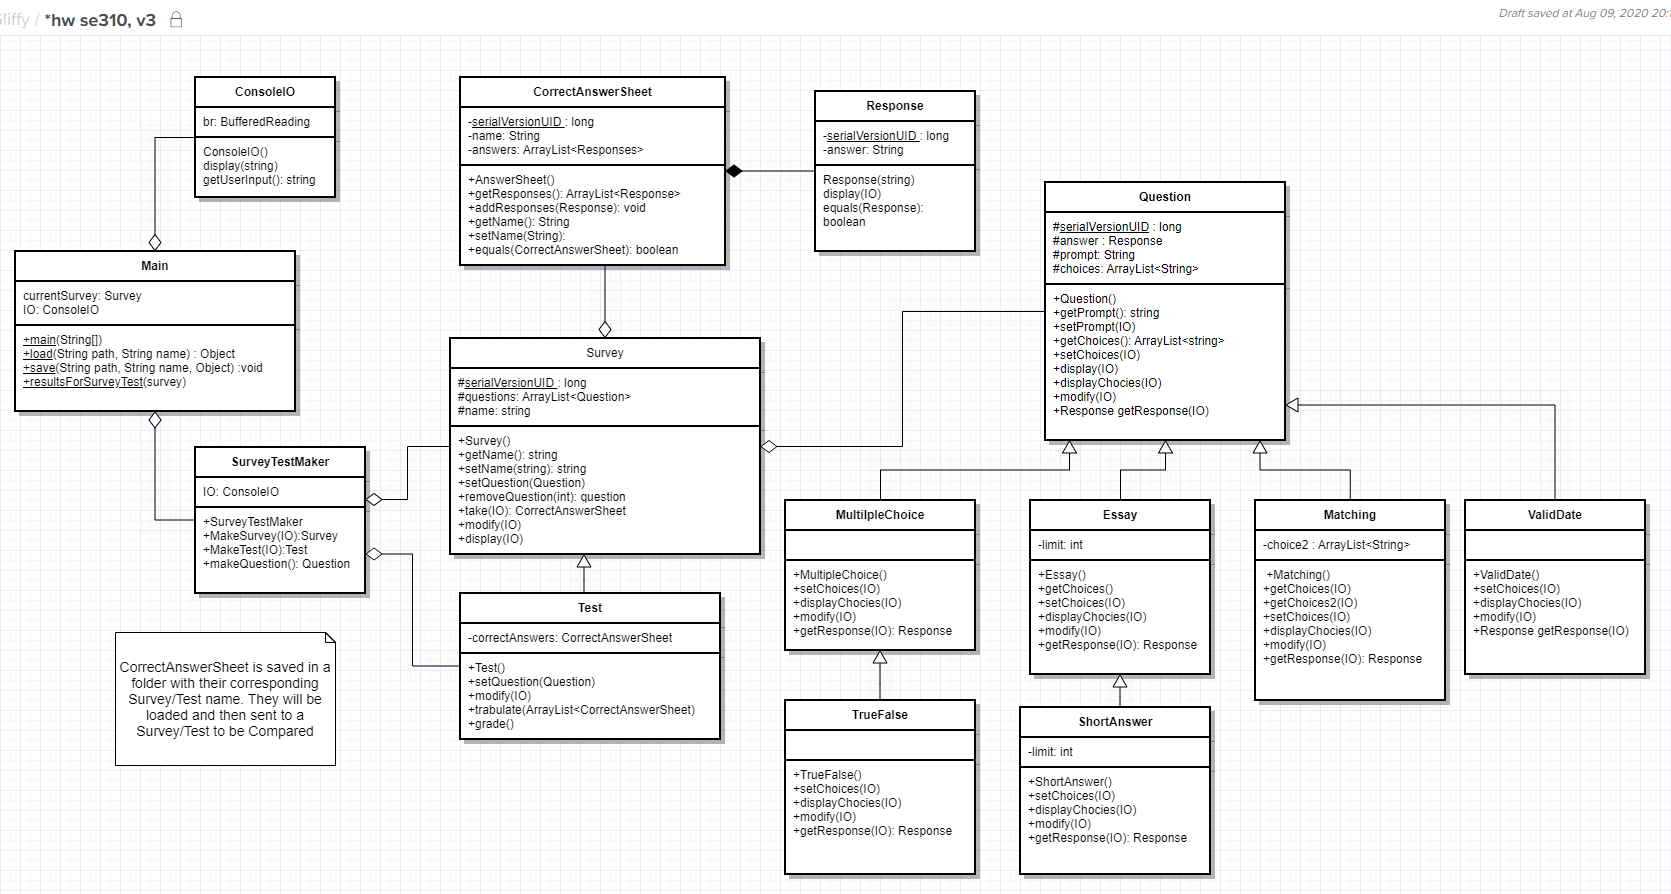 Gliffy / *hw se310, v3
Draft saved at Aug 09, 2020 20:
ConsoleIO
br: BufferedReading
ConsoleIO()
display(string)
getUserInput(): string
CorrectAnswerSheet
-serialVersionUID : long
-name: String
-answers: ArrayList<Responses>
+AnswerSheet()
+getResponses(): ArrayList<Response>
+addResponses(Response): void
+getName(): String
+setName(String):
+equals(CorrectAnswerSheet): boolean
Response
-serialVersionUID : long
-answer: String
Response(string)
display(IO)
equals(Response):
boolean
Question
#serialVersionUID : long
#answer : Response
#prompt: String
#choices: ArrayList<String>
+Question()
+getPrompt(): string
+setPrompt(IO)
+getChoices(): ArrayList<string>
+setChoices(IO)
+display(IO)
+displayChocies(IO)
+modify(IO)
+Response getResponse(IO)
Main
currentSurvey: Survey
IO: ConsoleIO
+main(String[])
+load(String path, String name) : Object
+save(String path, String name, Object) :void
+resultsForSurveyTest(survey)
Survey
#serialVersionUID : long
#questions: ArrayList<Question>
#name: string
+Survey()
+getName(): string
+setName(string): string
+setQuestion(Question)
+removeQuestion(int): question
+take(IO): CorrectAnswerSheet
+modify(IO)
+display(IO)
SurveyTestMaker
IO: ConsoleIO
+SurveyTestMaker
+MakeSurvey(IO):Survey
+MakeTest(IO):Test
+makeQuestion(): Question
Test
-correctAnswers: CorrectAnswerSheet
+Test()
+setQuestion(Question)
+modify(IO)
+trabulate(ArrayList<CorrectAnswerSheet)
+grade()
CorrectAnswerSheet is saved in a
folder with their corresponding
Survey/Test name. They will be
loaded and then sent to a
Survey/Test to be Compared
MultilpleChoice
+MultipleChoice()
+setChoices(IO)
+displayChocies(IO)
+modify(IO)
+getResponse(IO): Response
Essay
-limit: int
+Essay()
+getChoices()
+setChoices(IO)
+displayChocies(IO)
+modify(IO)
+getResponse(IO): Response
Matching
-choice2 : ArrayList<String>
+Matching()
+getChoices(IO)
+getChoices2(IO)
+setChoices(IO)
+displayChocies(IO)
+modify(IO)
+getResponse(IO): Response
ValidDate
+ValidDate()
+setChoices(IO)
+displayChocies(IO)
+modify(IO)
+Response getResponse(IO)
TrueFalse
+TrueFalse()
+setChoices(IO)
+displayChocies(IO)
+modify(IO)
+getResponse(IO): Response
ShortAnswer
-limit: int
+ShortAnswer()
+setChoices(IO)
+displayChocies(IO)
+modify(IO)
+getResponse(IO): Response